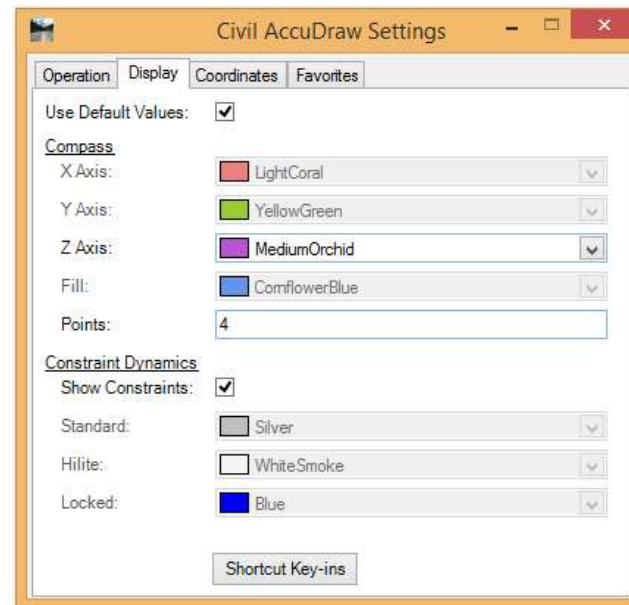 Civil AccuDraw Settings
Operation Display Coordinates Favorites
Use Default Values:
Compass
X Axis: LightCoral
Y Axis: YellowGreen
Z Axis: MediumOrchid
Fill: CornflowerBlue
Points: 4
Constraint Dynamics
Show Constraints:
Standard: Silver
Hilite: WhiteSmoke
Locked: Blue
Shortcut Key-ins